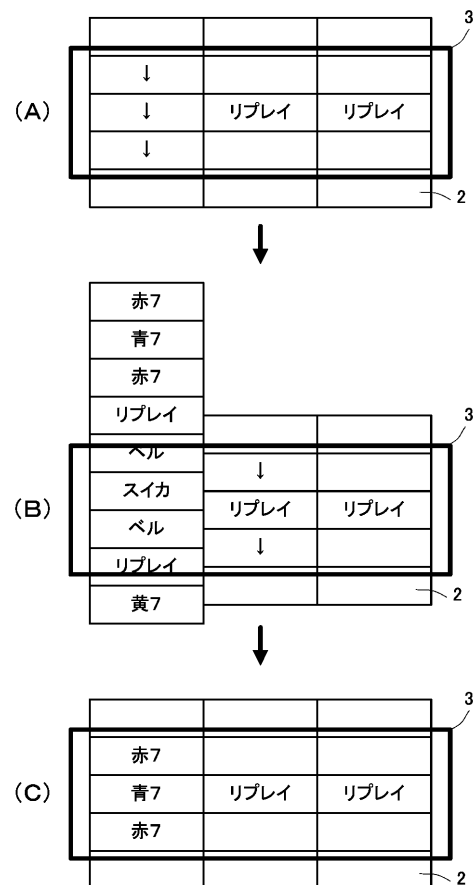 3
↓
(A) ↓ リプレイ リプレイ
↓
2
赤7
青7
赤7
リプレイ
3
ベル
↓
スイカ
(B) リプレイ リプレイ
ベル
↓
リプレイ
2
黄7
3
赤7
(C) 青7 リプレイ リプレイ
赤7
2